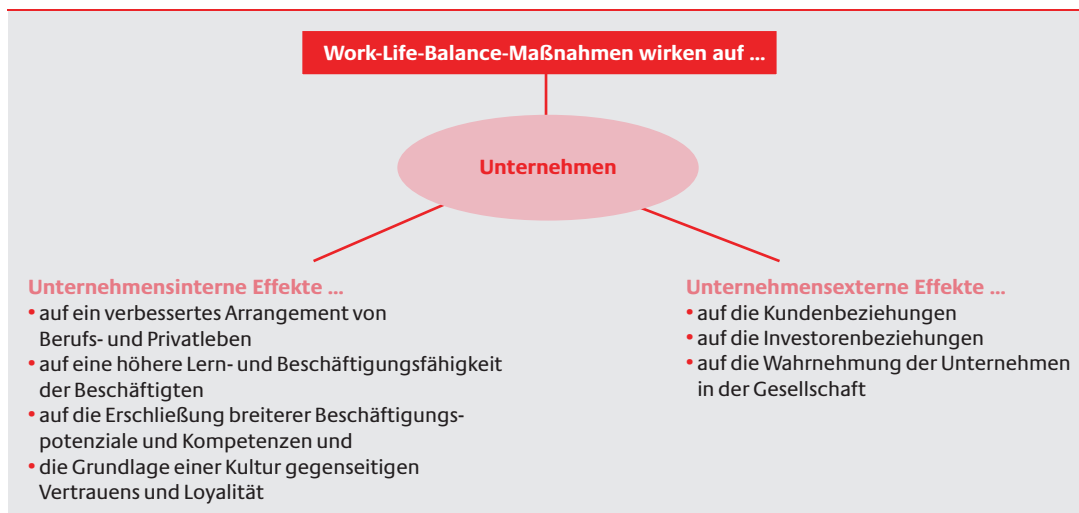 Work-Life-Balance-Maßnahmen wirken auf ...
Unternehmen
Unternehmensinterne Effekte ...
• auf ein verbessertes Arrangement von
Berufs- und Privatleben
• auf eine höhere Lern- und Beschäftigungsfähigkeit
der Beschäftigten
• auf die Erschließung breiterer Beschäftigungs-
potenziale und Kompetenzen und
• die Grundlage einer Kultur gegenseitigen
Vertrauens und Loyalität
Unternehmensexterne Effekte ...
• auf die Kundenbeziehungen
• auf die Investorenbeziehungen
• auf die Wahrnehmung der Unternehmen
in der Gesellschaft